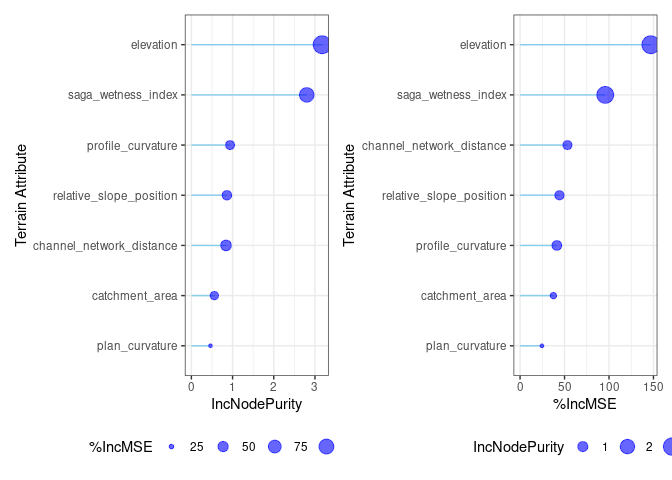 Terrain Attribute
elevation
saga_wetness_index
profile_curvature
relative_slope_position
channel_network_distance
catchment_area
plan_curvature
0 1 2 3
IncNodePurity
%IncMSE 25 50 75
Terrain Attribute
elevation
saga_wetness_index
channel_network_distance
relative_slope_position
profile_curvature
catchment_area
plan_curvature
0 50 100 150
%IncMSE
IncNodePurity 1 2